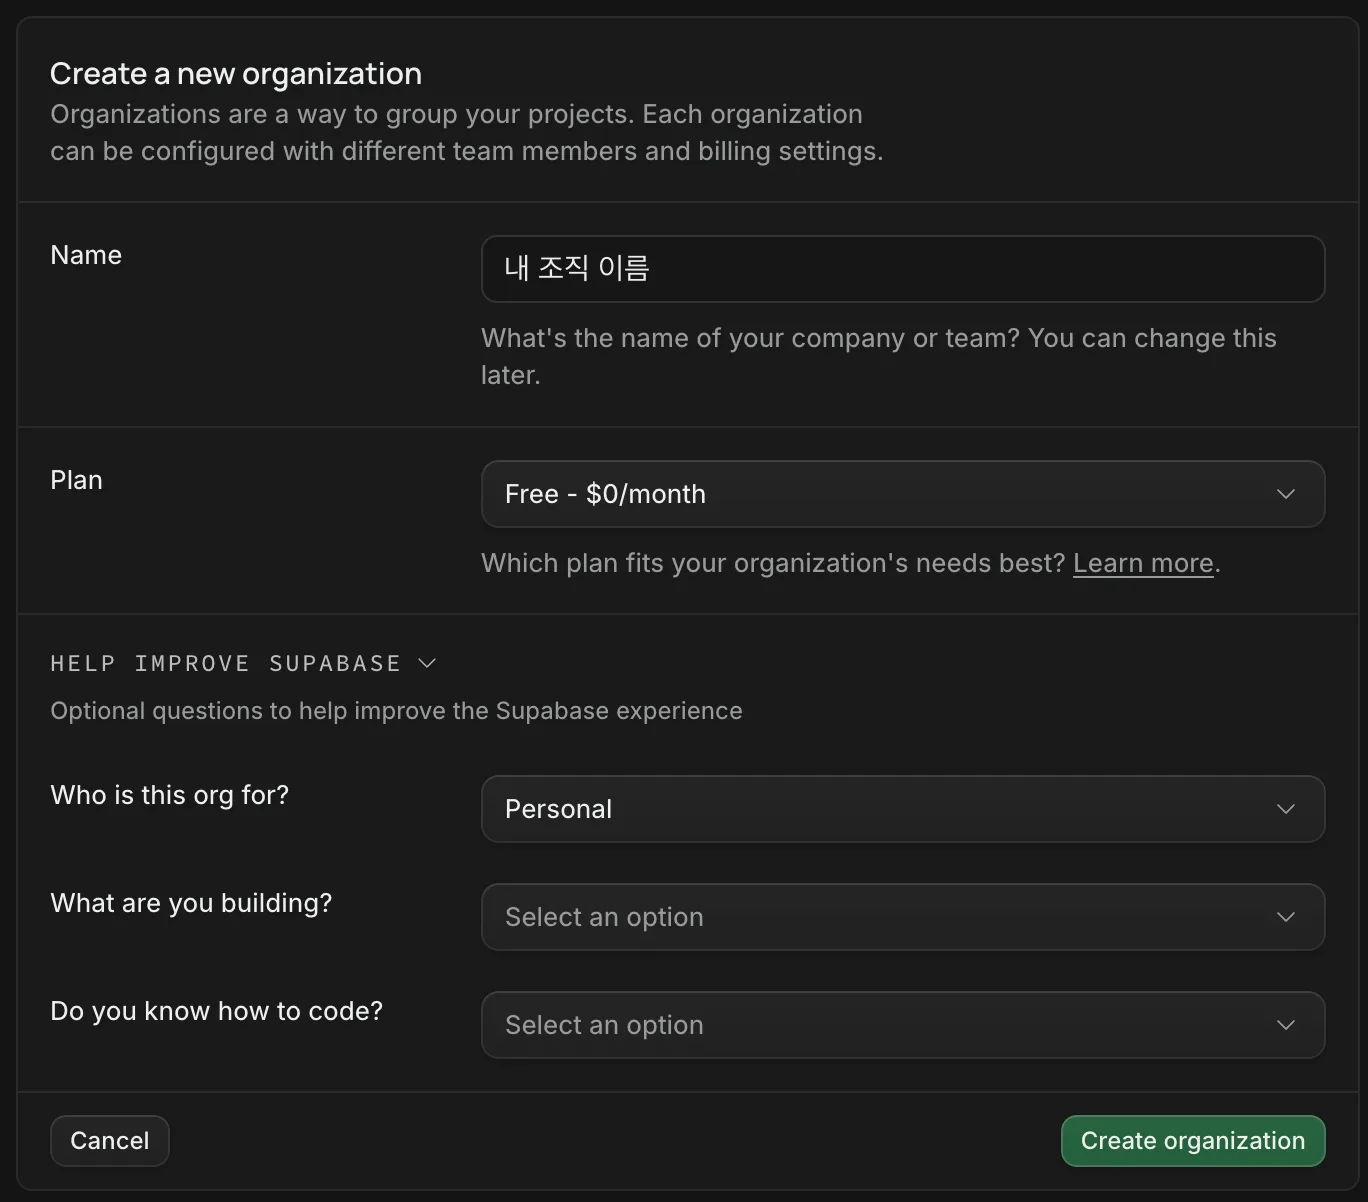 Create a new organization
Organizations are a way to group your projects. Each organization
can be configured with different team members and billing settings.
Name
내 조직 이름
What's the name of your company or team? You can change this
later.
Plan
Free - $0/month
Which plan fits your organization's needs best? Learn more.
HELP IMPROVE SUPABASE
Optional questions to help improve the Supabase experience
Who is this org for?
Personal
What are you building?
Select an option
Do you know how to code?
Select an option
Cancel
Create organization